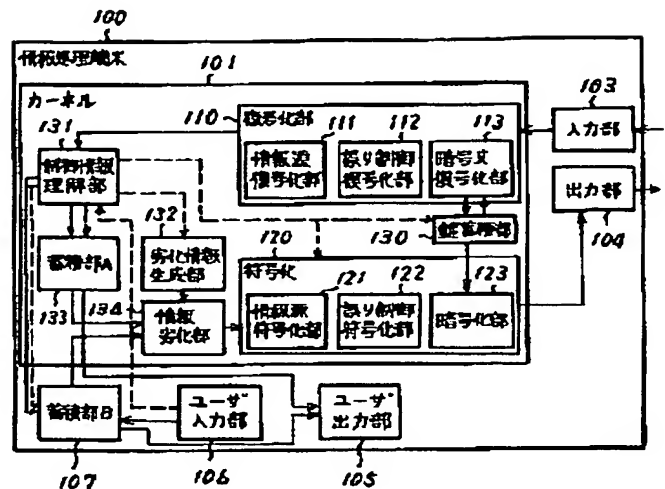 100
情報処理端末
101
カーネル
131
制御情報
理解部
110
復号化部
111
情報源
復号化部
112
誤り制御
復号化部
113
暗号文
復号化部
103
入力部
出力部
104
132
劣化情報
生成部
130
鍵蓄積部
蓄積部A
133
134
情報
劣化部
120
符号化
121
情報源
符号化部
122
誤り制御
符号化部
123
暗号化部
蓄積部B
107
ユーザ
入力部
106
ユーザ
出力部
105